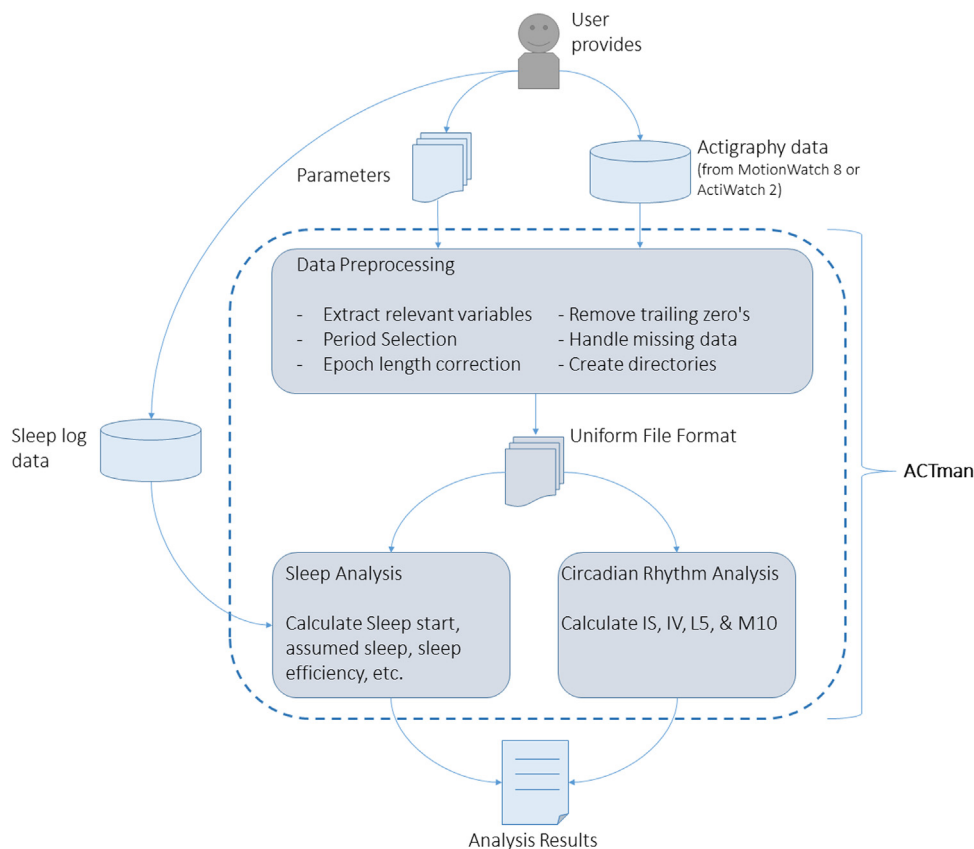 User
provides
Parameters
Actigraphy data
(from MotionWatch 8 or
ActiWatch 2)
Data Preprocessing
- Extract relevant variables
- Period Selection
- Epoch length correction
- Remove trailing zero's
- Handle missing data
- Create directories
Sleep log
data
Uniform File Format
ACTman
Sleep Analysis
Calculate Sleep start,
assumed sleep, sleep
efficiency, etc.
Circadian Rhythm Analysis
Calculate IS, IV, L5, & M10
Analysis Results